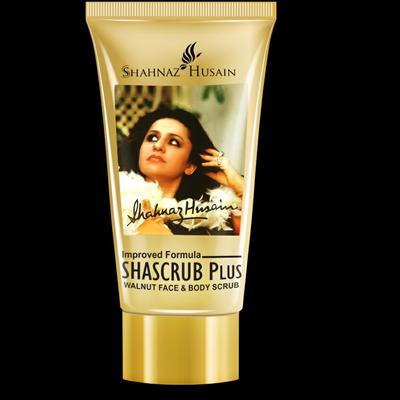 SHAHNAZ HUSAIN
Shahnaz Husain
Improved Formula
SHASCRUB PLUS
WALNUT FACE & BODY SCRUB